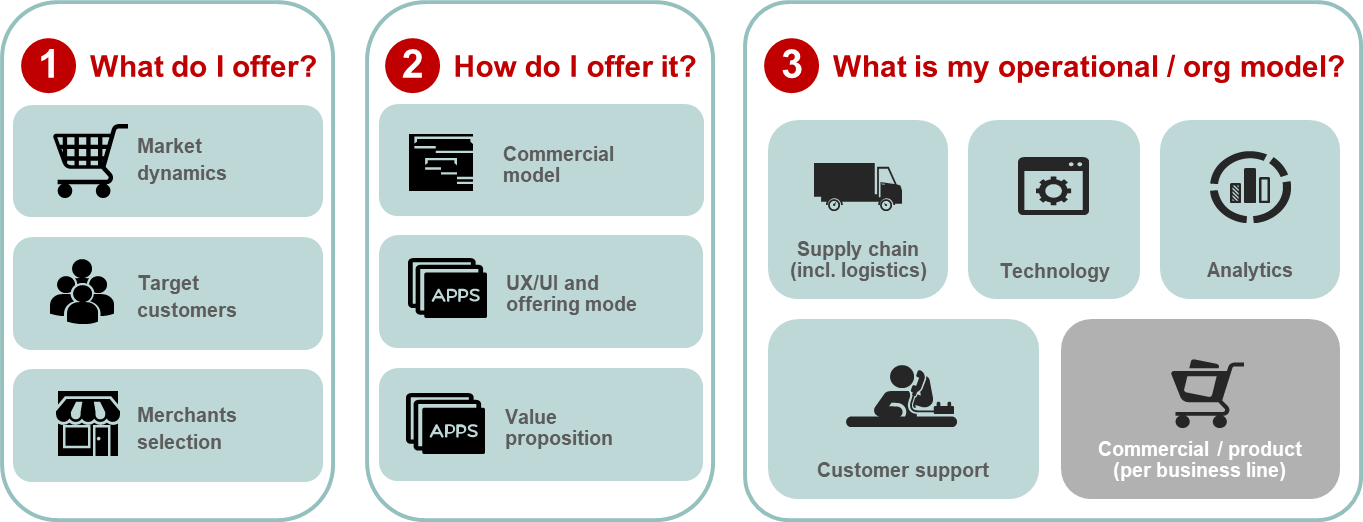 1 What do I offer?
Market
dynamics
Target
customers
Merchants
selection
2 How do I offer it?
Commercial
model
APPS
UX/UI and
offering mode
APPS
Value
proposition
3 What is my operational / org model?
Supply chain
(incl. logistics)
Technology
Analytics
Customer support
Commercial / product
(per business line)